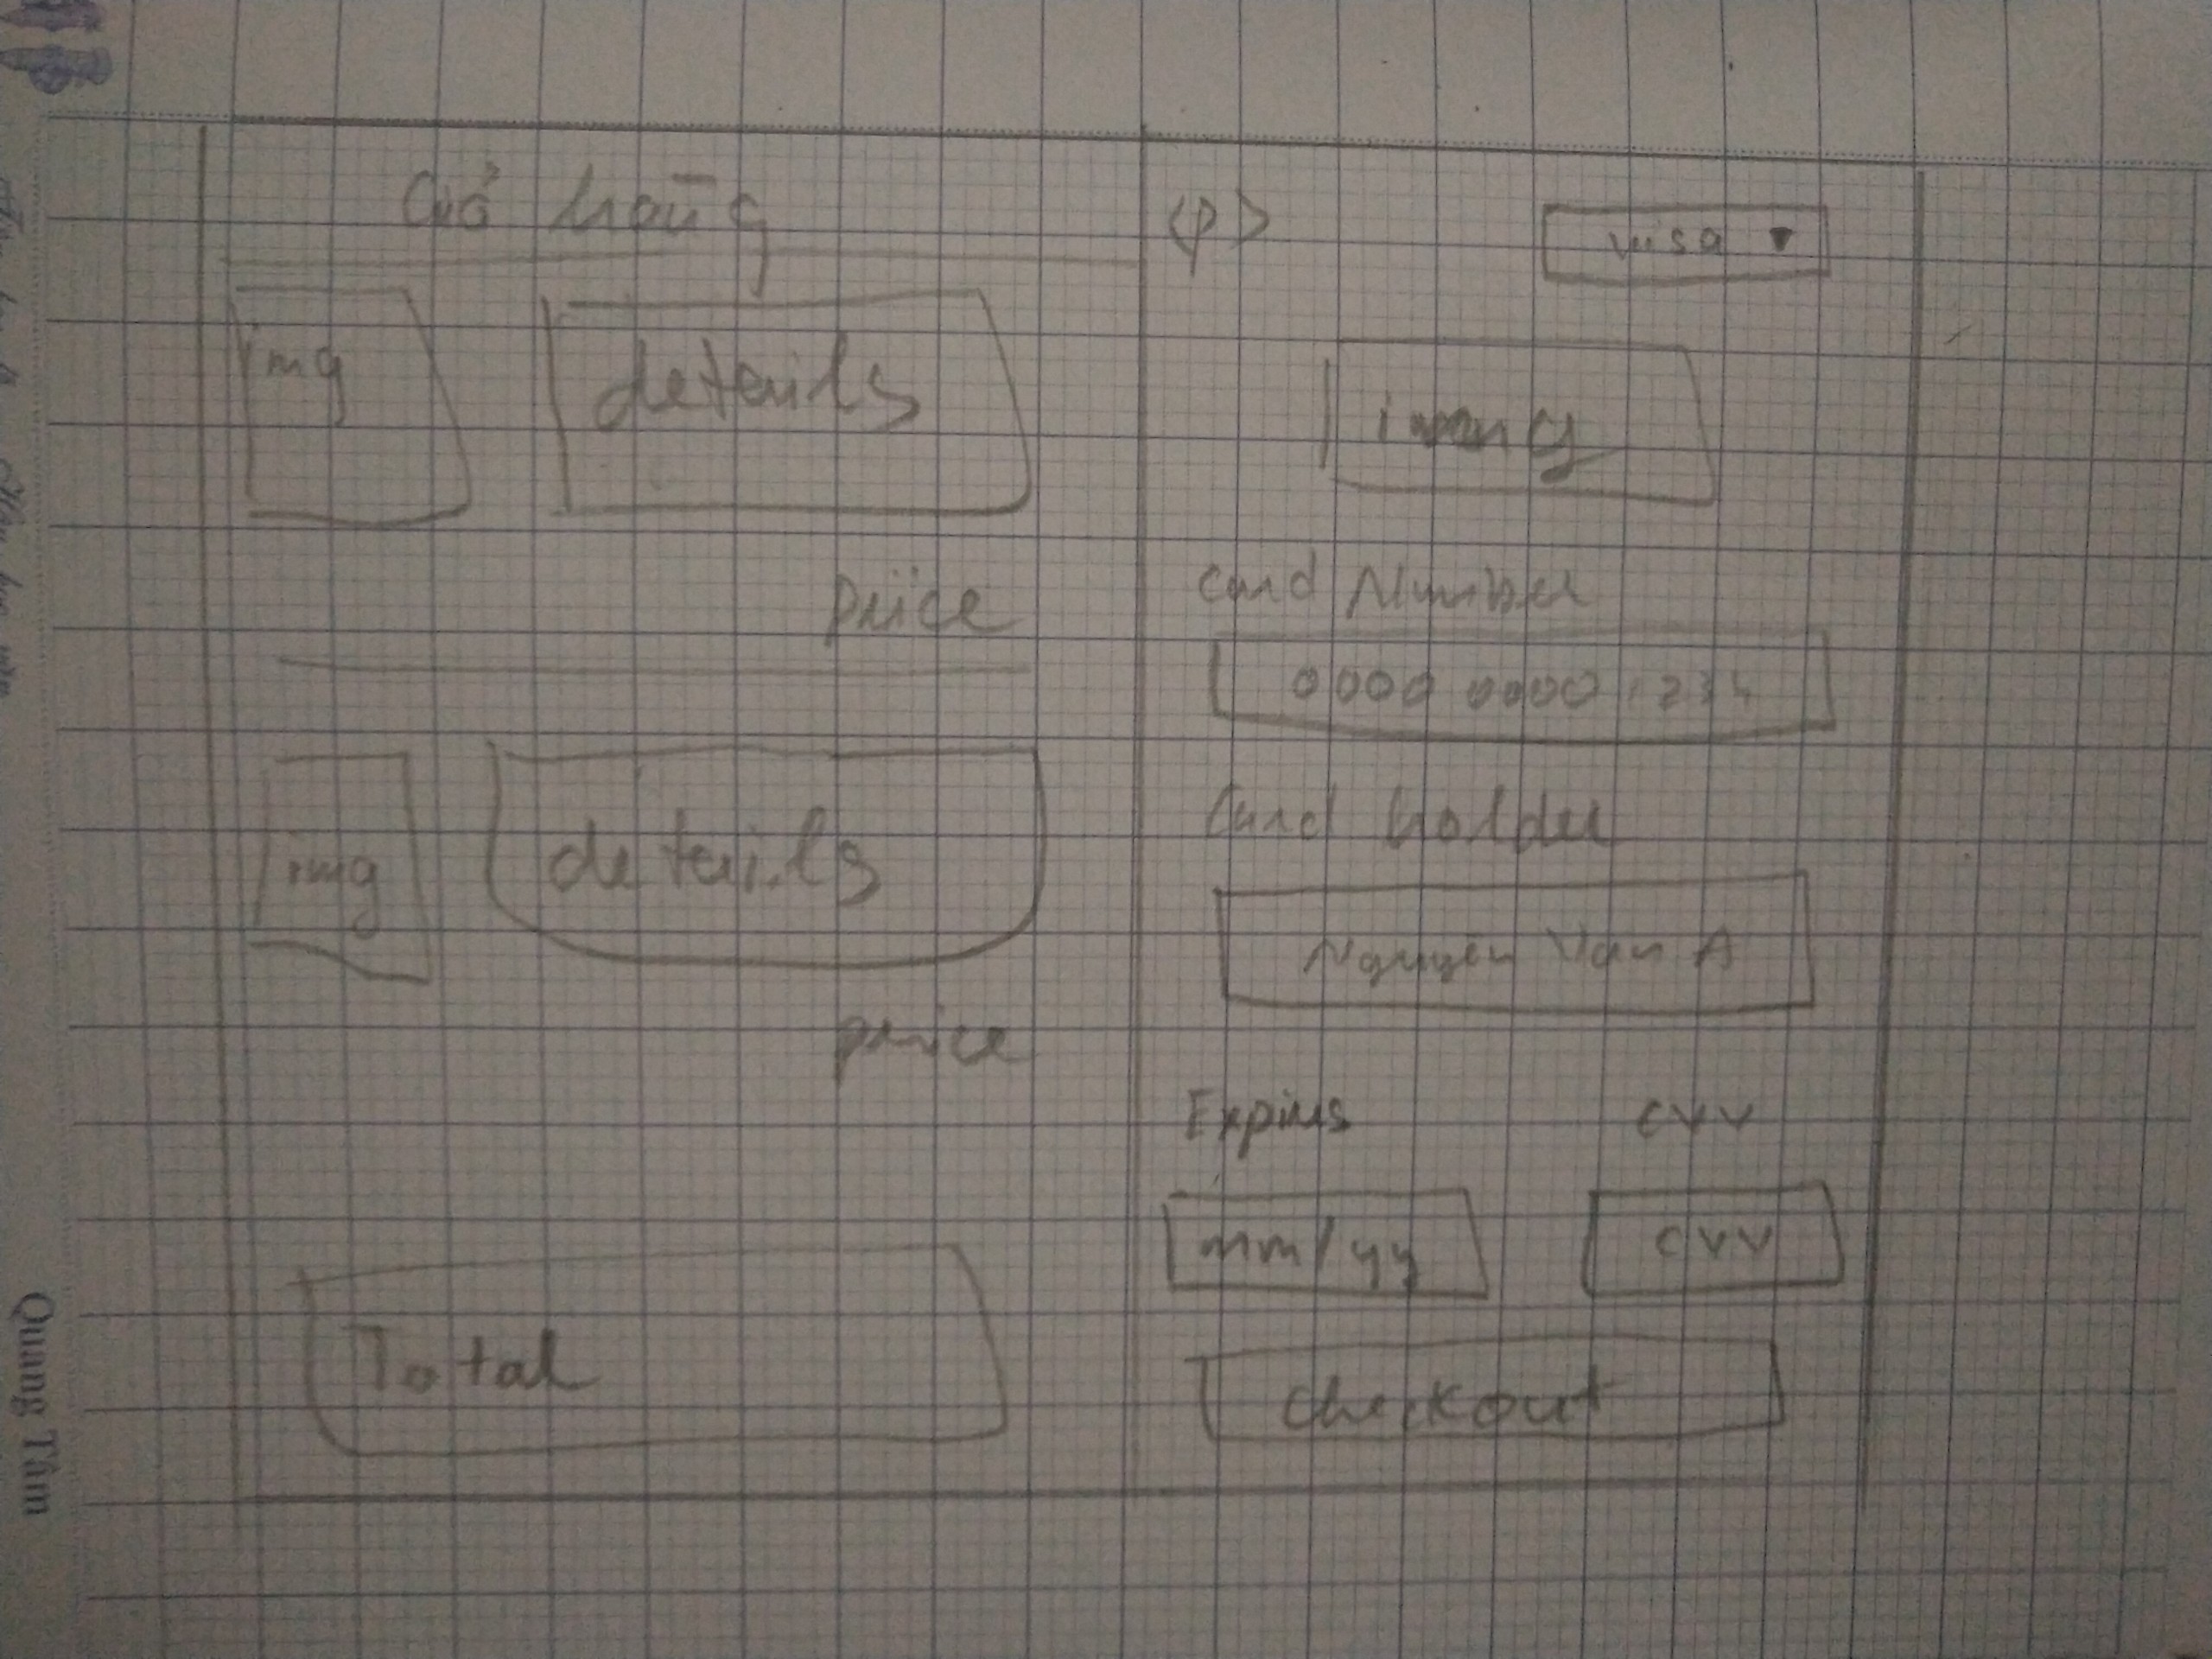 Giỏ hàng
img
details
price
img
details
price
Total
<p>
visa ▼
img
Card Number
0000 0000 1234
Card holder
Nguyen Van A
Expires
CVV
mm/yy
CVV
checkout
Quang Tâm